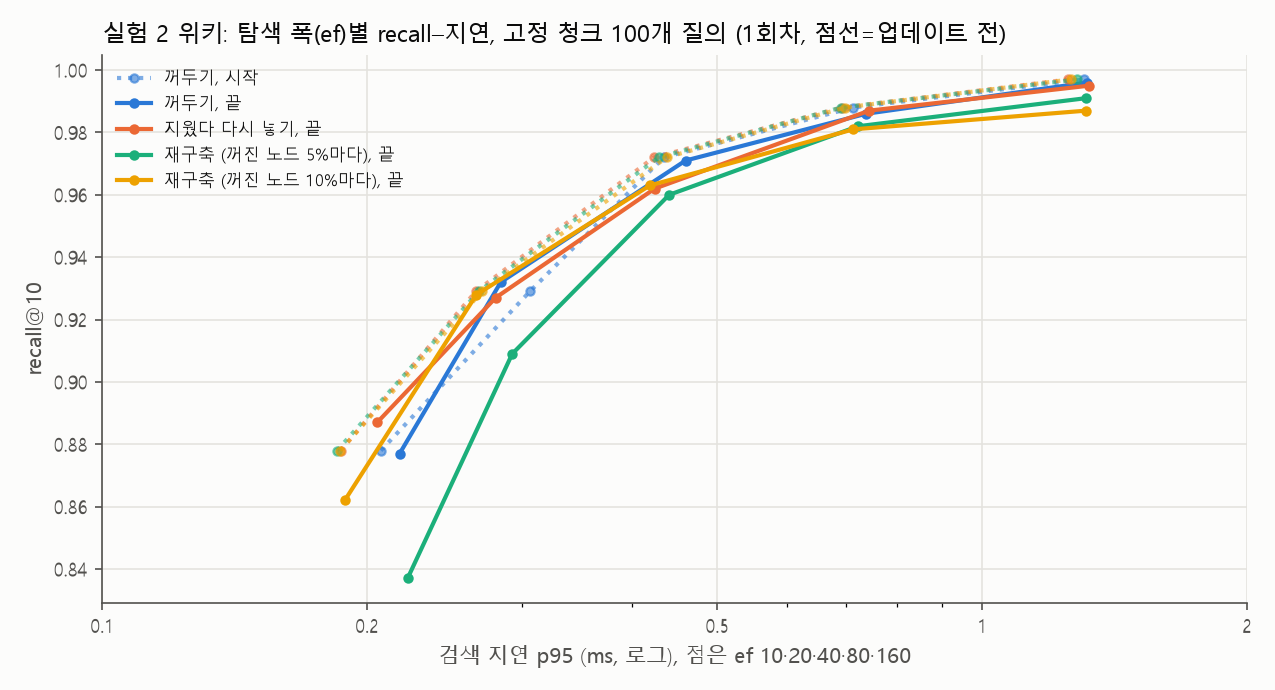 실험 2 위키: 탐색 폭(ef)별 recall–지연, 고정 청크 100개 질의 (1회차, 점선=업데이트 전)
꺼두기, 시작
꺼두기, 끝
지웠다 다시 넣기, 끝
재구축 (꺼진 노드 5%마다), 끝
재구축 (꺼진 노드 10%마다), 끝
recall@10
1.00
0.98
0.96
0.94
0.92
0.90
0.88
0.86
0.84
0.1 0.2 0.5 1 2
검색 지연 p95 (ms, 로그), 점은 ef 10·20·40·80·160